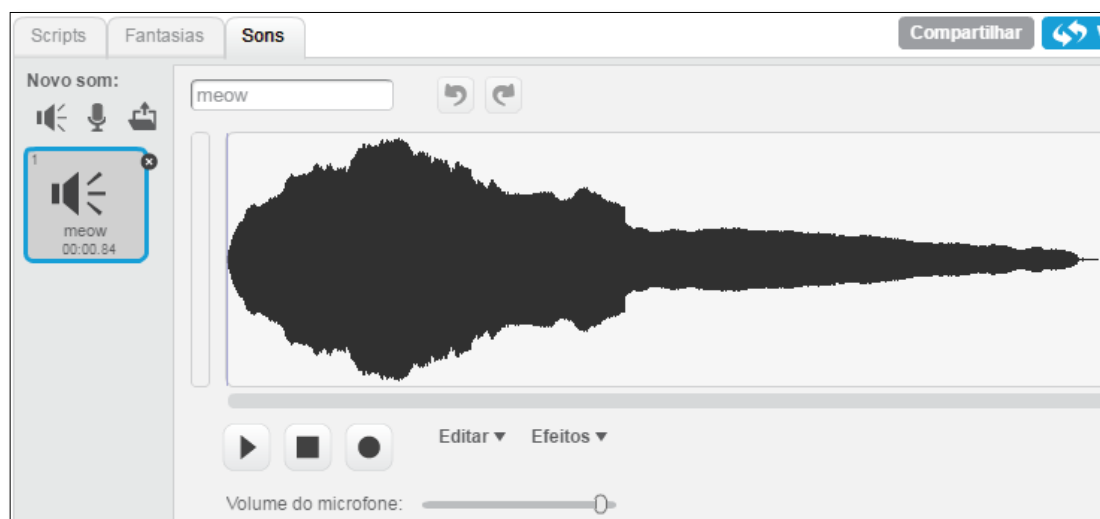 Scripts Fantasias Sons Compartilhar
Novo som:
meow
1
meow
00:00.84
Editar Efeitos
Volume do microfone: